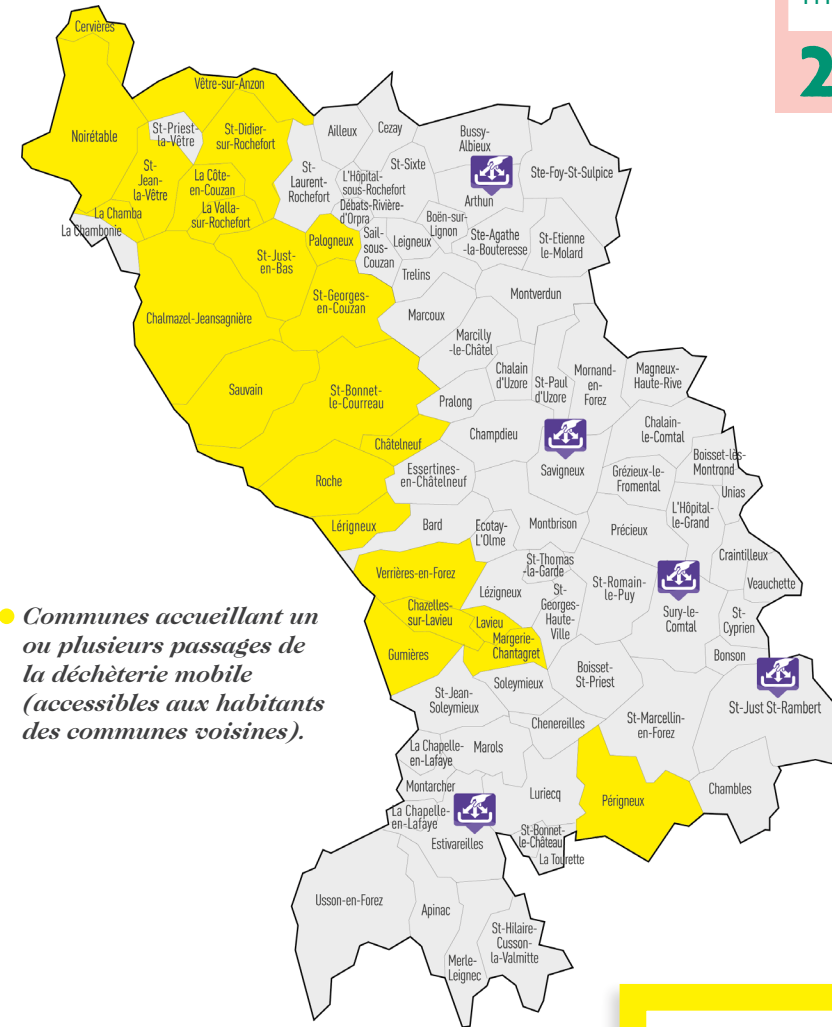 2
Cervières
Vêtre-sur-Anzon
Noirétable
St-Priest-
la-Vêtre
St-Didier-
sur-Rochefort
Ailleux
Cezay
Bussy-
Albieux
St-
Jean-
la-Vêtre
La Côte-
en-Couzan
St-
Laurent-
Rochefort
L'Hôpital-
sous-Rochefort
St-Sixte
Ste-Foy-St-Sulpice
Arthun
La Chamba
La Valla-
sur-Rochefort
Débats-Rivière-
d'Orpra
Boën-sur-
Lignon
La Chambonie
Palogneux
Sail-
sous-
Couzan
Leigneux
Ste-Agathe
-la-Bouteresse
St-Etienne
le-Molard
St-Just-
en-Bas
Trelins
St-Georges-
en-Couzan
Montverdun
Chalmazel-Jeansagnière
Marcoux
Marcilly
-le-Châtel
Sauvain
St-Bonnet-
le-Courreau
Chalain
d'Uzore
St-Paul
d'Uzore
Mornand-
en-
Forez
Magneux-
Haute-Rive
Pralong
Châtelneuf
Champdieu
Chalain-
le-Comtal
Roche
Essertines-
en-Châtelneuf
Savigneux
Grézieux-le-
Fromental
Boisset-lès-
Montrond
Unias
L'Hôpital-
le-Grand
Lérigneux
Bard
Ecotay-
L'Olme
Montbrison
Précieux
Craintilleux
Verrières-en-Forez
St-Thomas
-la-Garde
Lézigneux
St-
Georges-
Haute-
Ville
St-Romain-
le-Puy
Veauchette
Chazelles-
sur-Lavieu
Lavieu
Sury-le-
Comtal
St-
Cyprien
Gumières
Margerie-
Chantagret
Bonson
Communes accueillant un
ou plusieurs passages de
la déchèterie mobile
(accessibles aux habitants
des communes voisines).
St-Jean-
Soleymieux
Soleymieux
Boisset-
St-Priest
St-Just St-Rambert
Chenereilles
St-Marcellin-
en-Forez
La Chapelle-
en-Lafaye
Marols
Montarcher
Luriecq
Périgneux
Chambles
La Chapelle-
en-Lafaye
Estivareilles
St-Bonnet-
le-Château
La Tourette
Usson-en-Forez
Apinac
St-Hilaire-
Cusson-
la-Valmitte
Merle-
Leignec